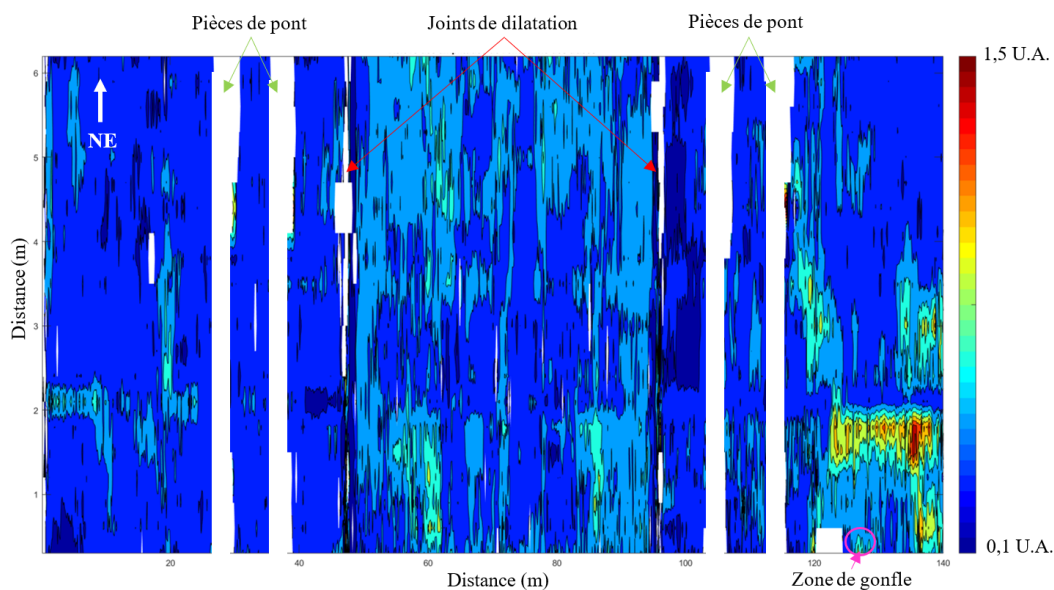 Pièces de pont
Joints de dilatation
Pièces de pont
1,5 U.A.
6
NE
5
4
Distance (m)
3
2
1
0,1 U.A.
20
40
60
80
100
120
140
Distance (m)
Zone de gonfle